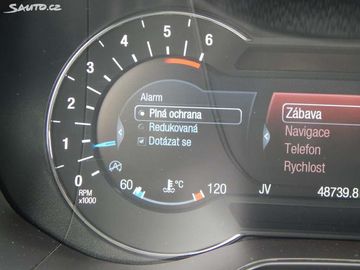 Sauto.cz
5
6
4
3
2
1
0
RPM
x1000
Alarm
Plná ochrana
Redukovaná
Dotázat se
60
°C
120
Zábava
Navigace
Telefon
Rychlost
JV
48739.8